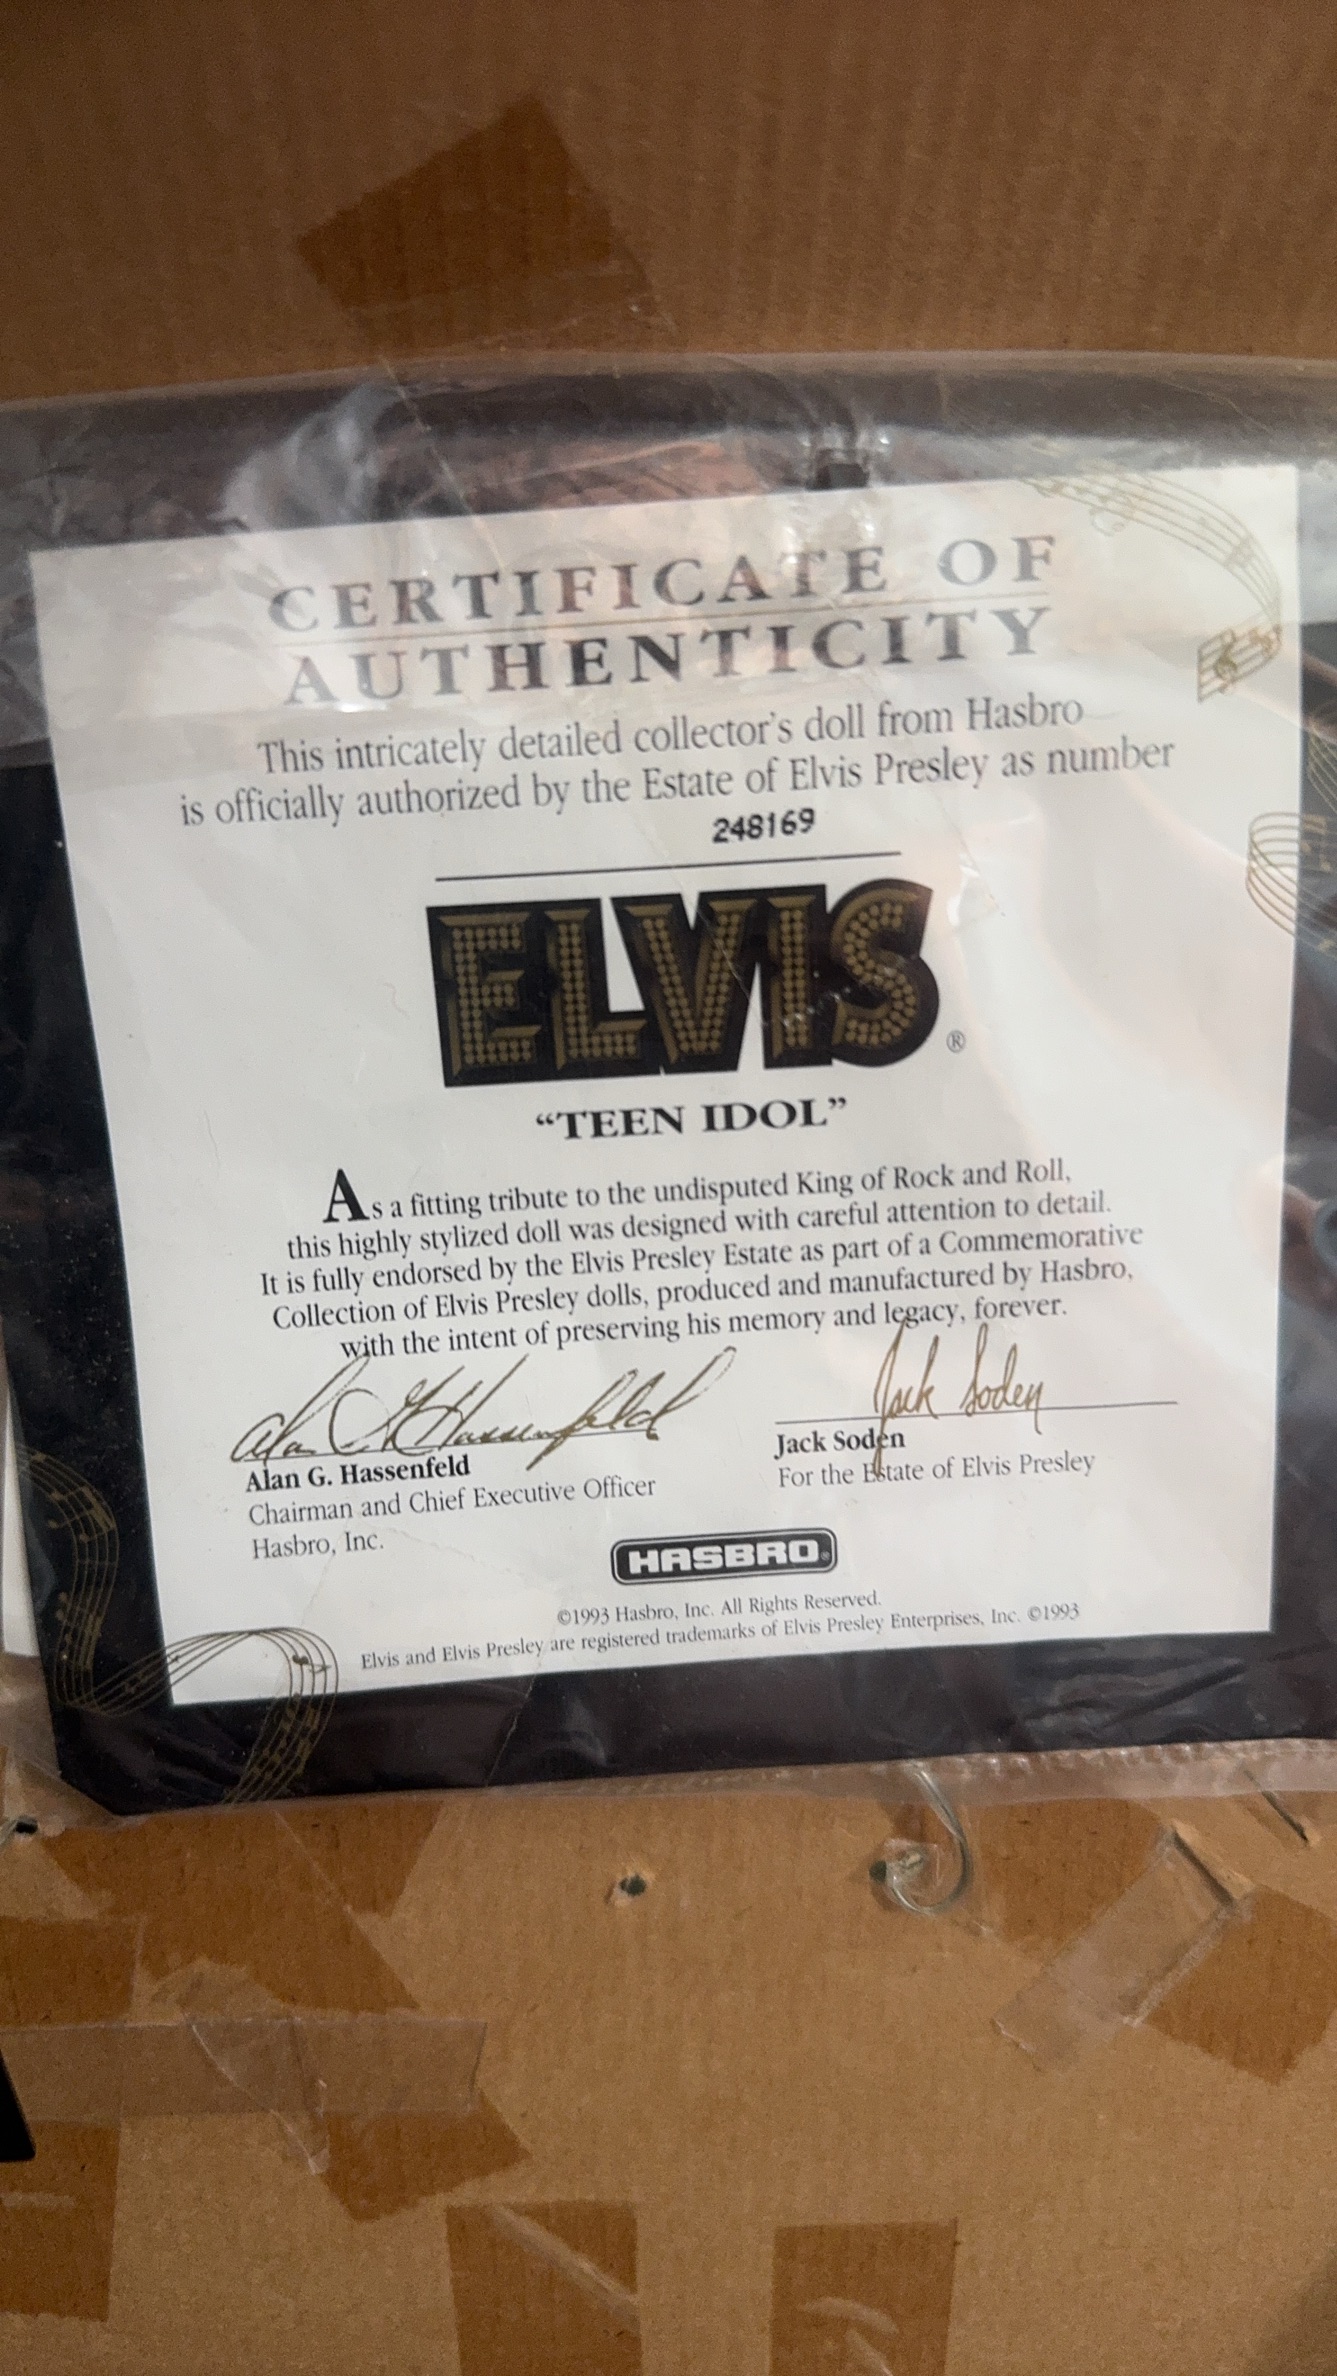 CERTIFICATE OF
AUTHENTICITY
This intricately detailed collector's doll from Hasbro
is officially authorized by the Estate of Elvis Presley as number
248169
ELVIS ®
“TEEN IDOL”
As a fitting tribute to the undisputed King of Rock and Roll,
this highly stylized doll was designed with careful attention to detail.
It is fully endorsed by the Elvis Presley Estate as part of a Commemorative
Collection of Elvis Presley dolls, produced and manufactured by Hasbro,
with the intent of preserving his memory and legacy, forever.
Alan G Hassenfeld
Alan G. Hassenfeld
Chairman and Chief Executive Officer
Hasbro, Inc.
Jack Soden
Jack Soden
For the Estate of Elvis Presley
HASBRO®
©1993 Hasbro, Inc. All Rights Reserved.
Elvis and Elvis Presley are registered trademarks of Elvis Presley Enterprises, Inc. ©1993